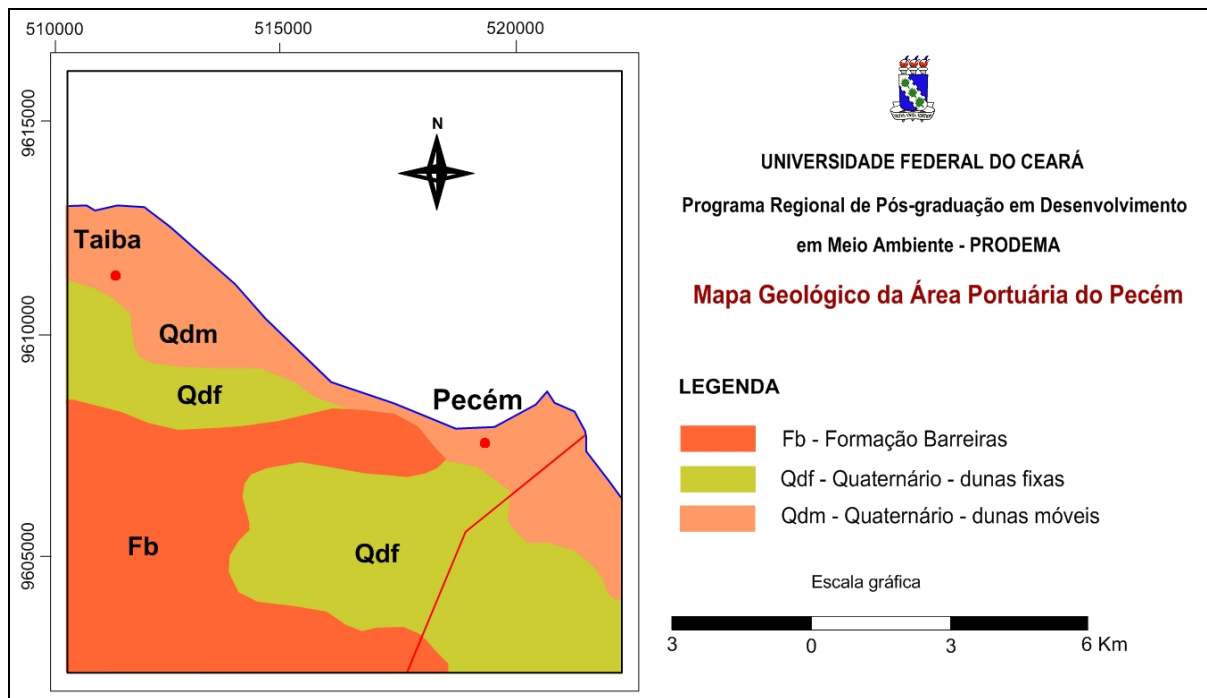 510000
515000
520000
9615000
9610000
9605000
N
Taiba
Qdm
Qdf
Pecém
Fb
Qdf
UNIVERSIDADE FEDERAL DO CEARÁ
Programa Regional de Pós-graduação em Desenvolvimento
em Meio Ambiente - PRODEMA
Mapa Geológico da Área Portuária do Pecém
LEGENDA
Fb - Formação Barreiras
Qdf - Quaternário - dunas fixas
Qdm - Quaternário - dunas móveis
Escala gráfica
3 0 3 6 Km